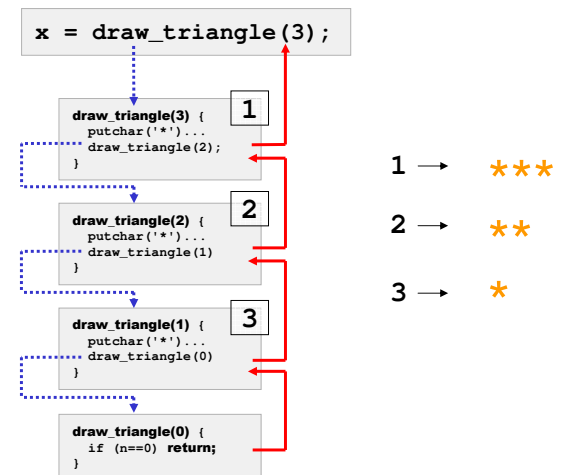 x = draw_triangle(3);
1
draw_triangle(3) {
putchar('*')...
draw_triangle(2);
}
2
draw_triangle(2) {
putchar('*')...
draw_triangle(1)
}
3
draw_triangle(1) {
putchar('*')...
draw_triangle(0)
}
draw_triangle(0) {
if (n==0) return;
}
1 → ***
2 → **
3 → *